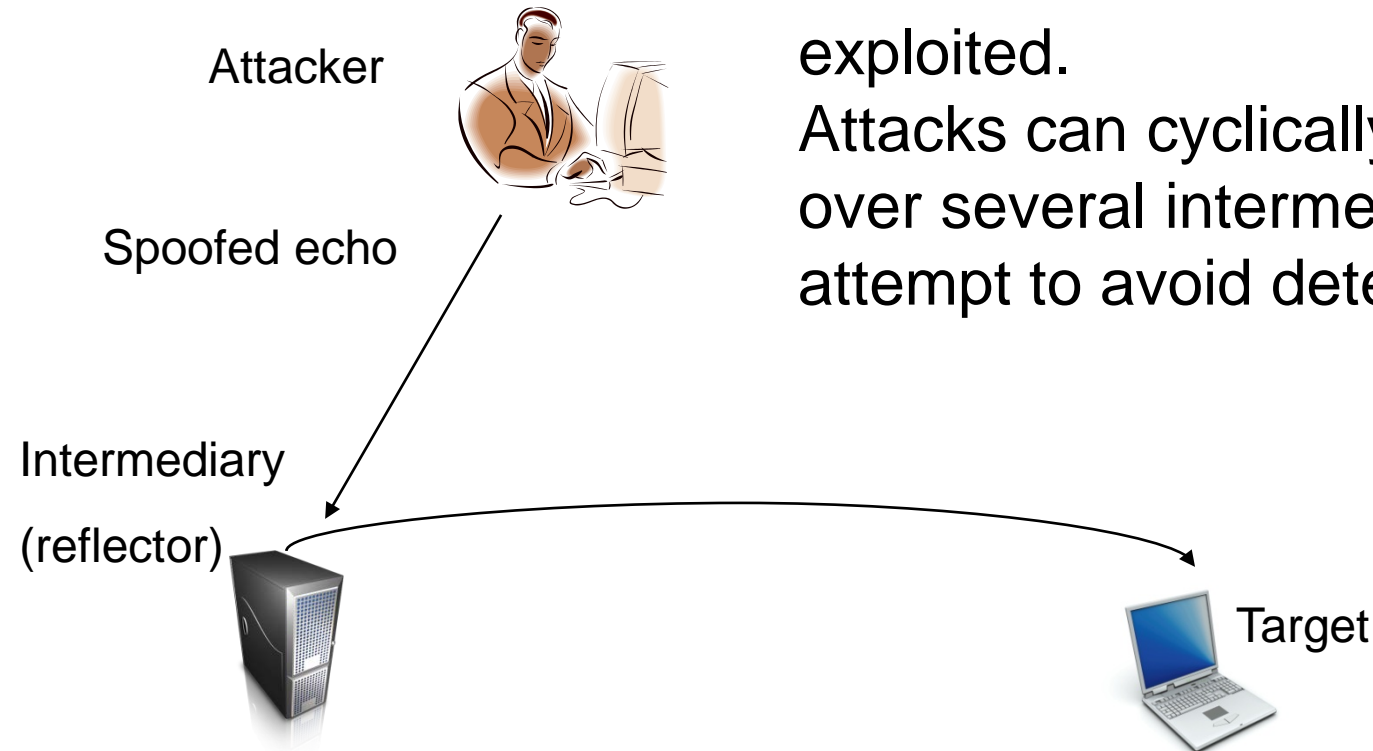 Attacker
exploited.
Attacks can cyclically
over several
attempt to avoid
Spoofed echo
Intermediary
(reflector)
Target